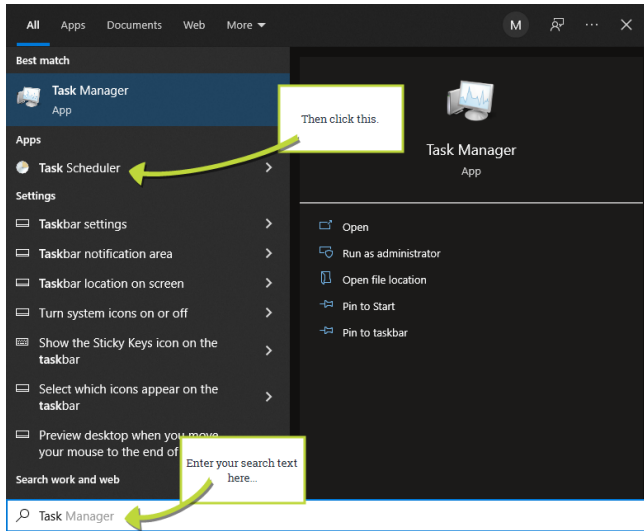 All Apps Documents Web More M
Best match
Task Manager
App
Then click this.
Apps
Task Scheduler
Settings
Taskbar settings
Taskbar notification area
Taskbar location on screen
Turn system icons on or off
Show the Sticky Keys icon on the
taskbar
Select which icons appear on the
taskbar
Preview desktop when you move
your mouse to the end of
Search work and web
Enter your search text
here...
Task Manager
Task Manager
App
Open
Run as administrator
Open file location
Pin to Start
Pin to taskbar